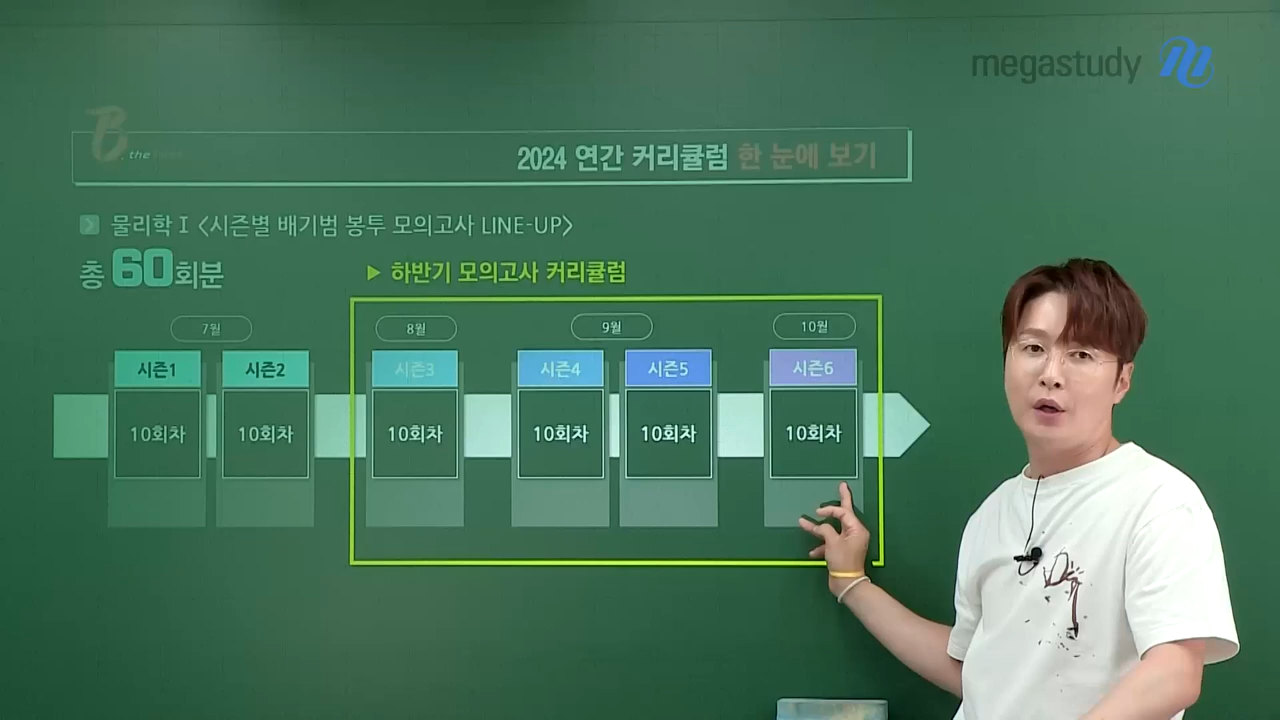 megastudy
B
. the
2024 연간 커리큘럼 한 눈에 보기
물리학 I <시즌별 배기범 봉투 모의고사 LINE-UP>
총 60회분
▶ 하반기 모의고사 커리큘럼
7월 8월 9월 10월
시즌1 시즌2 시즌3 시즌4 시즌5 시즌6
10회차 10회차 10회차 10회차 10회차 10회차